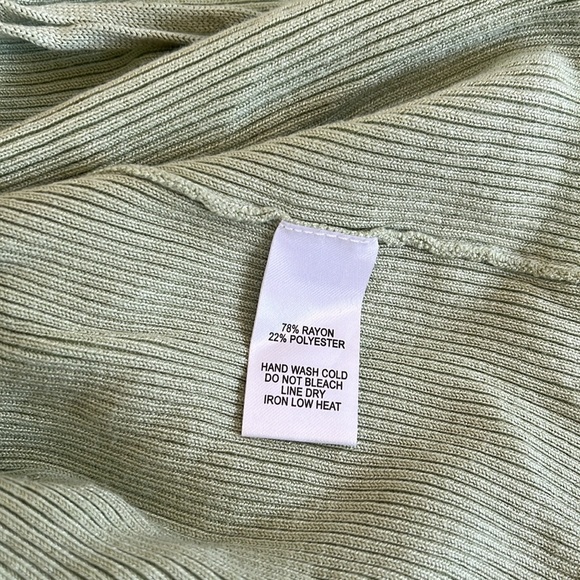 78% RAYON
22% POLYESTER
HAND WASH COLD
DO NOT BLEACH
LINE DRY
IRON LOW HEAT